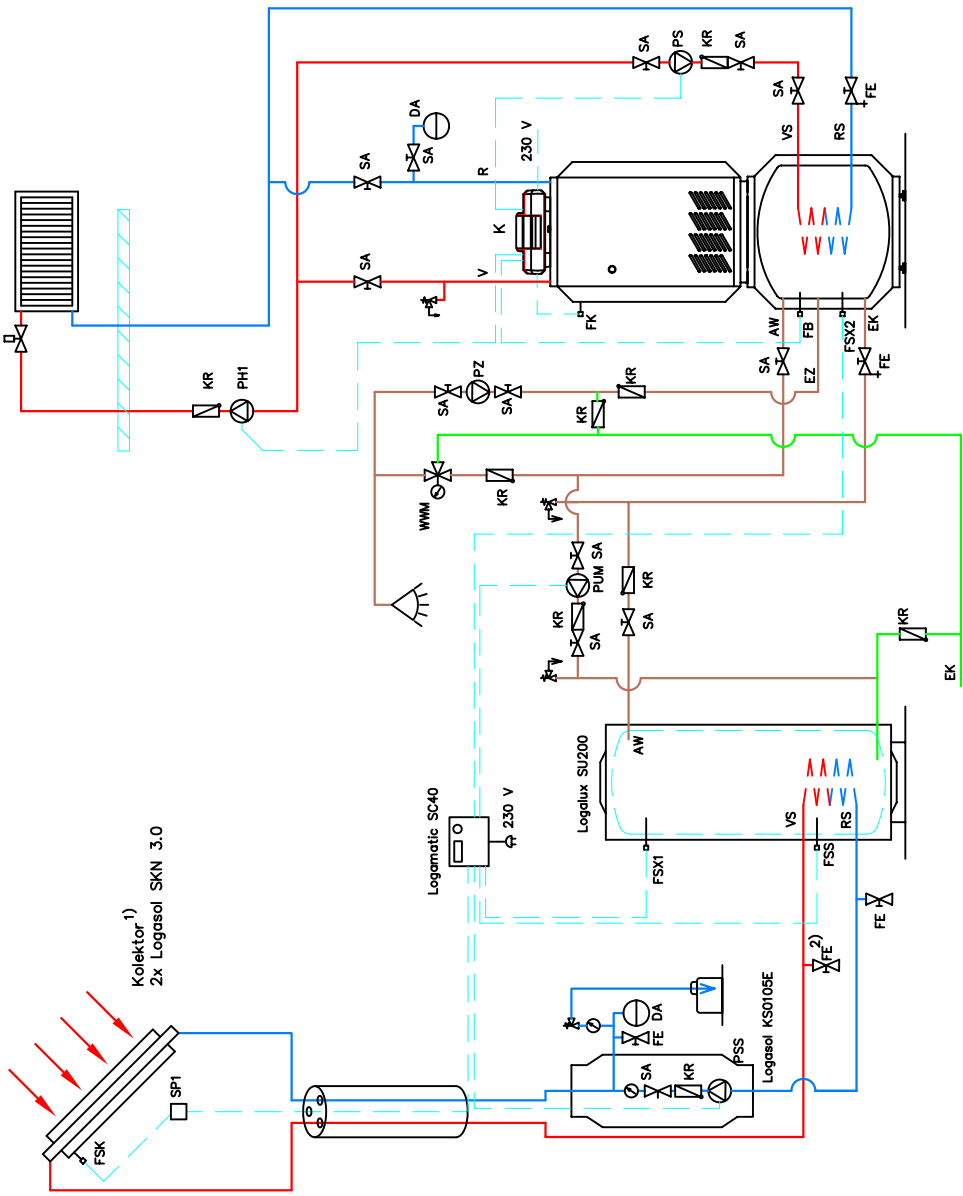 SA
PS
KR
SA
DA
SA
SA
SA
VS
FE
RS
230 V
R
K
V
SA
FK
KR
PH1
AW
FB
FSX2
EK
SA
EZ
FE
PZ
SA
SA
KR
KR
WWM
KR
SA
PUM
KR
KR
SA
SA
KR
EK
Logalux SU200
AW
VS
RS
FSX1
FSS
Logamatic SC40
230 V
FE
FE 2)
Kolektor 1)
2x Logasol SKN 3.0
FSK
SP1
DA
FE
SA
KR
PSS
Logasol KS0105E